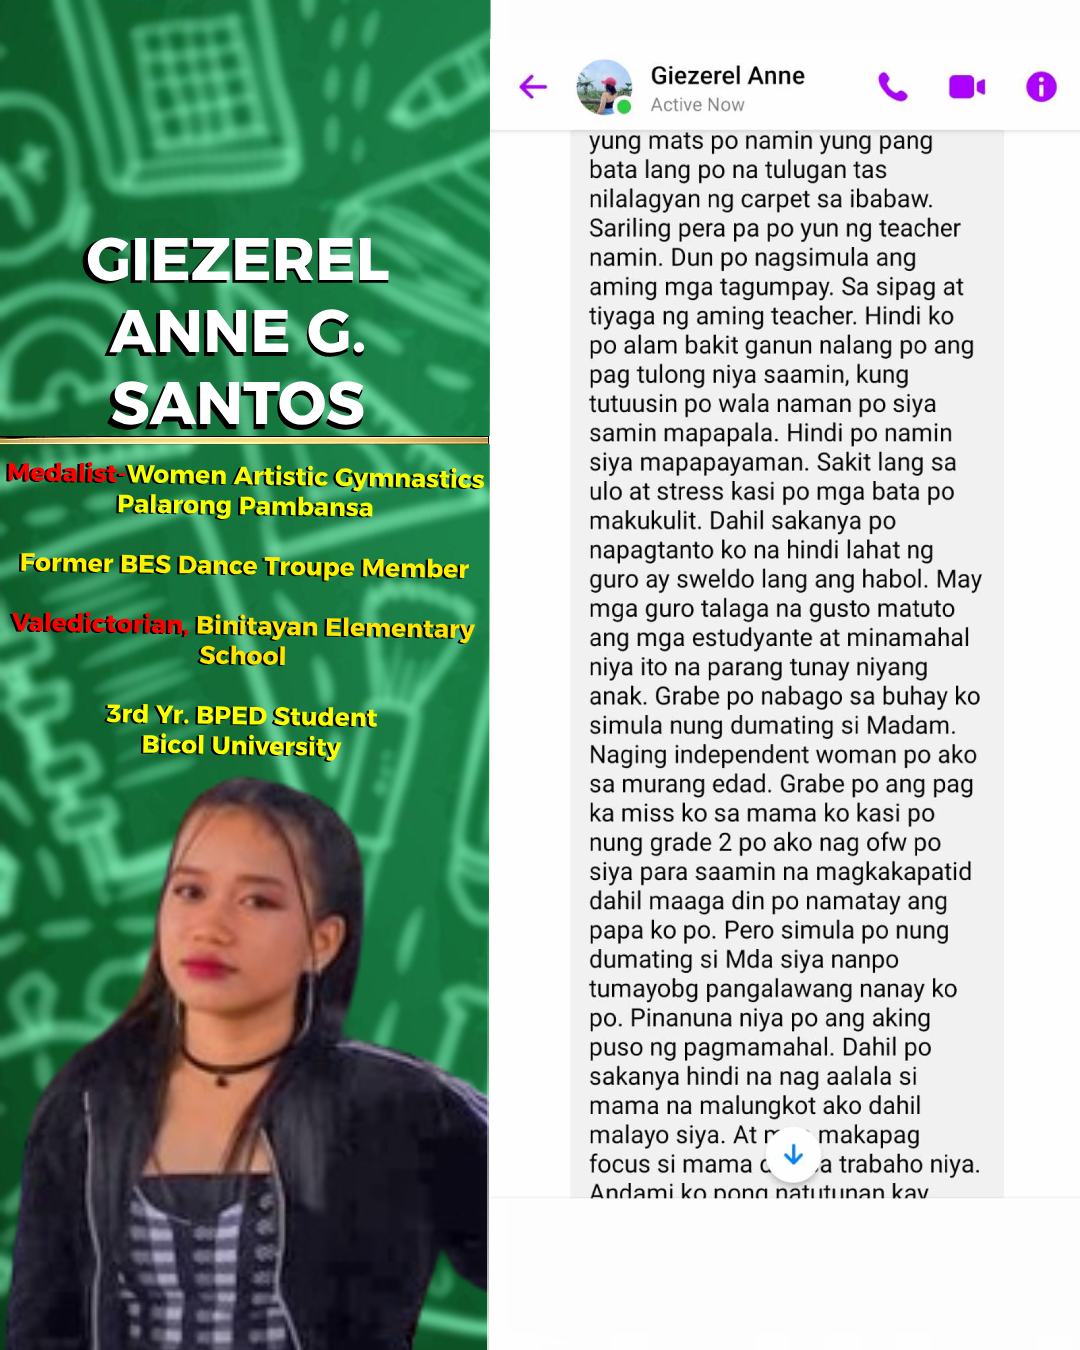 GIEZEREL
ANNE G.
SANTOS
Medalist-Women Artistic Gymnastics
Palarong Pambansa
Former BES Dance Troupe Member
Valedictorian, Binitayan Elementary
School
3rd Yr. BPED Student
Bicol University
Giezerel Anne
Active Now
yung mats po namin yung pang
bata lang po na tulugan tas
nilalagyan ng carpet sa ibabaw.
Sariling pera pa po yun ng teacher
namin. Dun po nagsimula ang
aming mga tagumpay. Sa sipag at
tiyaga ng aming teacher. Hindi ko
po alam bakit ganun nalang po ang
pag tulong niya saamin, kung
tutuusin po wala naman po siya
samin mapapala. Hindi po namin
siya mapapayaman. Sakit lang sa
ulo at stress kasi po mga bata po
makukulit. Dahil sakanya po
napagtanto ko na hindi lahat ng
guro ay sweldo lang ang habol. May
mga guro talaga na gusto matuto
ang mga estudyante at minamahal
niya ito na parang tunay niyang
anak. Grabe po nabago sa buhay ko
simula nung dumating si Madam.
Naging independent woman po ako
sa murang edad. Grabe po ang pag
ka miss ko sa mama ko kasi po
nung grade 2 po ako nag ofw po
siya para saamin na magkakapatid
dahil maaga din po namatay ang
papa ko po. Pero simula po nung
dumating si Mda siya nanpo
tumayobg pangalawang nanay ko
po. Pinanuna niya po ang aking
puso ng pagmamahal. Dahil po
sakanya hindi na nag aalala si
mama na malungkot ako dahil
malayo siya. At makapag
focus si mama trabaho niya.
Andami ko pong natutunan kay